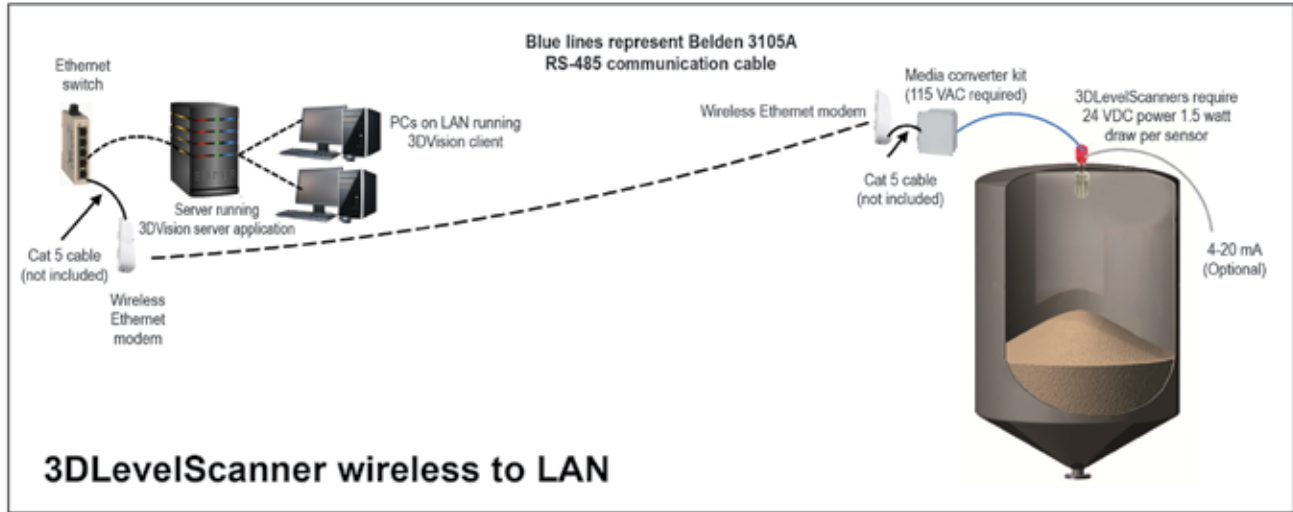 Blue lines represent Belden 3105A
RS-485 communication cable
Ethernet
switch
PCs on LAN running
3DVision client
Server running
3DVision server application
Cat 5 cable
(not included)
Wireless
Ethernet
modem
Wireless Ethernet modem
Media converter kit
(115 VAC required)
Cat 5 cable
(not included)
3DLevelScanners require
24 VDC power 1.5 watt
draw per sensor
4-20 mA
(Optional)
3DLevelScanner wireless to LAN